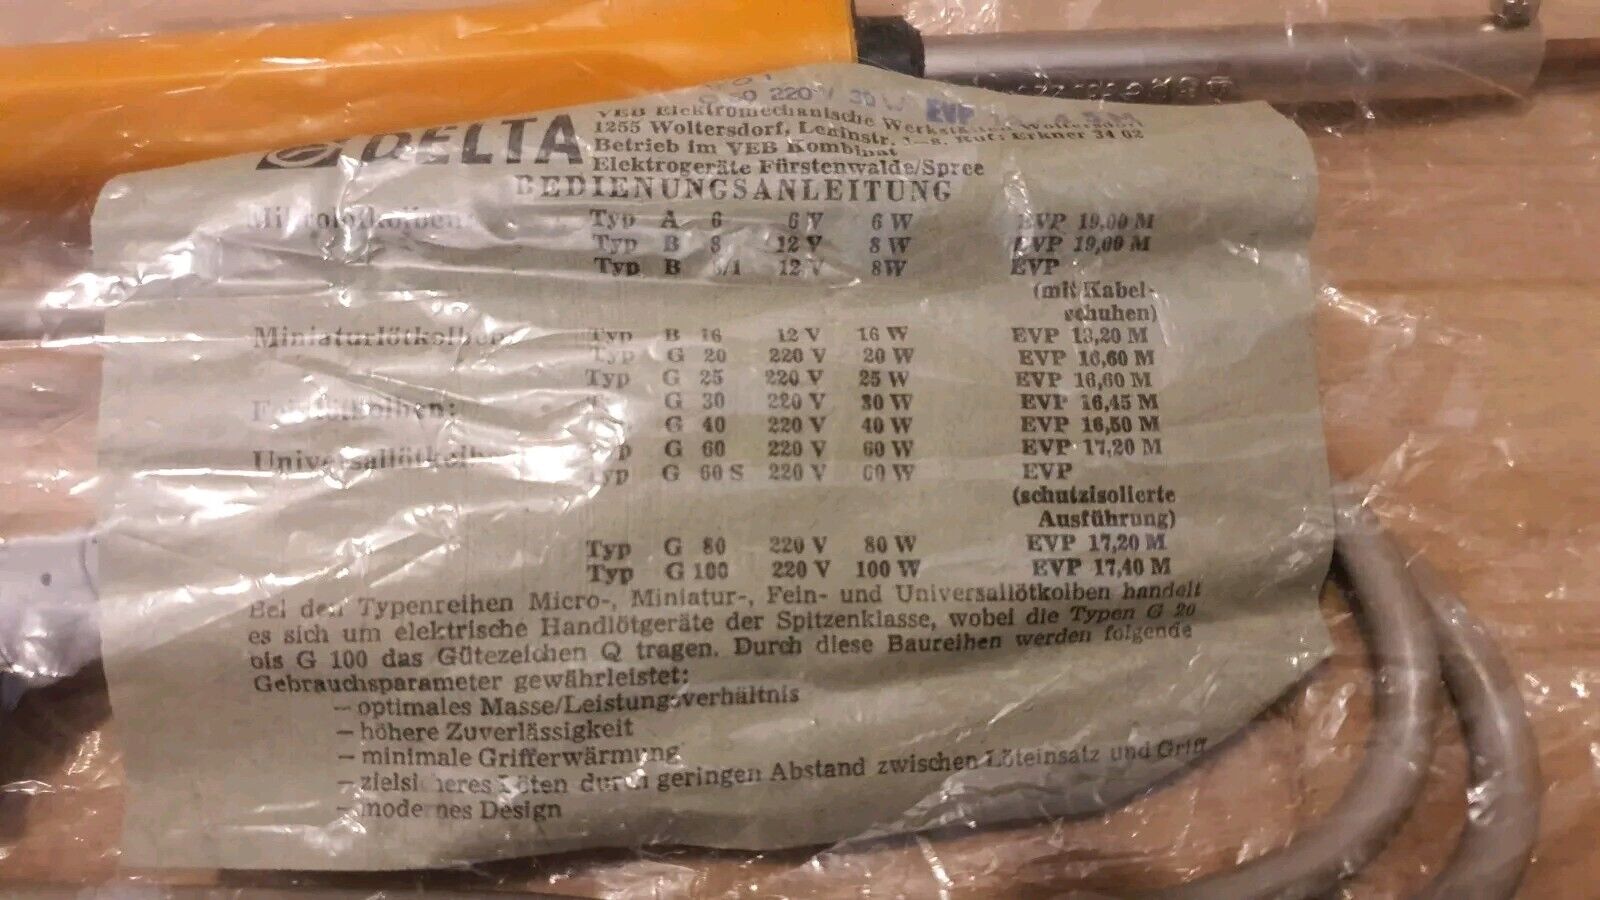 220 V 30 W EVP
DELTA
VEB Elektromechanische Werkstätten Woltersdorf
1255 Woltersdorf, Leninstr. Ruf: Erkner 34 02
Betrieb im VEB Kombinat
Elektrogeräte Fürstenwalde/Spree
BEDIENUNGSANLEITUNG
Mikrolötkolben: Typ A 6 6 V 6 W EVP 19,00 M
Typ B 8 12 V 8 W EVP 19,00 M
Typ B 8/1 12 V 8 W EVP
(mit Kabel-
schuhen)
Miniaturlötkolben: Typ B 16 12 V 16 W EVP 13,20 M
Typ G 20 220 V 20 W EVP 16,60 M
Typ G 25 220 V 25 W EVP 16,60 M
Feinlötkolben: G 30 220 V 30 W EVP 16,45 M
G 40 220 V 40 W EVP 16,50 M
Universallötkolben Typ G 60 220 V 60 W EVP 17,20 M
Typ G 60 S 220 V 60 W EVP
(schutzisolierte
Ausführung)
Typ G 80 220 V 80 W EVP 17,20 M
Typ G 100 220 V 100 W EVP 17,40 M
Bei den Typenreihen Micro-, Miniatur-, Fein- und Universallötkolben handelt
es sich um elektrische Handlötgeräte der Spitzenklasse, wobei die Typen G 20
bis G 100 das Gütezeichen Q tragen. Durch diese Baureihen werden folgende
Gebrauchsparameter gewährleistet:
— optimales Masse/Leistungsverhältnis
— höhere Zuverlässigkeit
— minimale Grifferwärmung
— zielsicheres Löten durch geringen Abstand zwischen Löteinsatz und Griff
— modernes Design